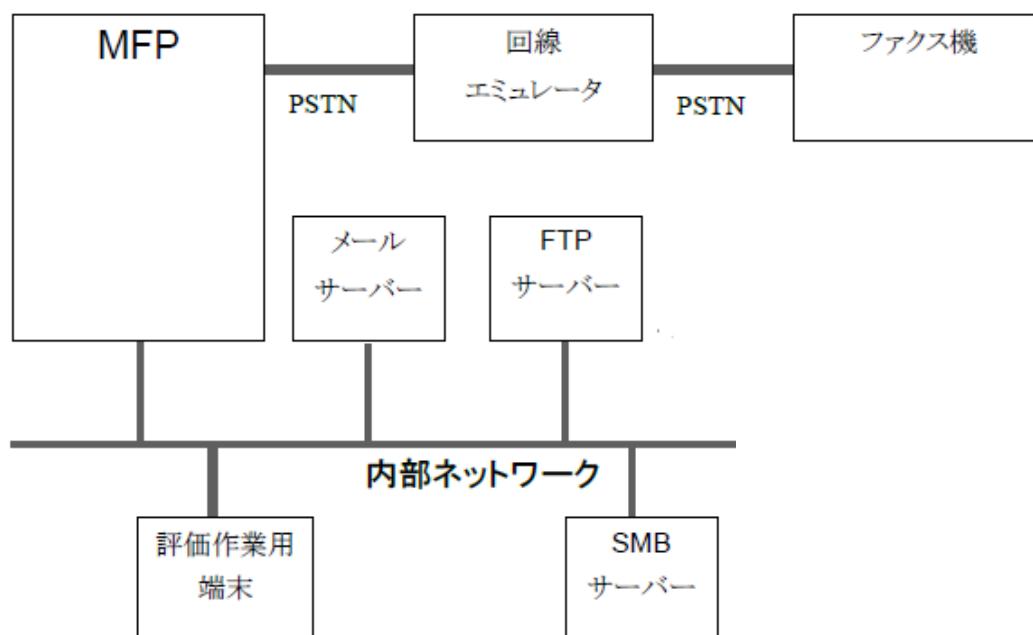 MFP
回線
エミュレータ
ファクス機
PSTN
PSTN
メール
サーバー
FTP
サーバー
内部ネットワーク
評価作業用
端末
SMB
サーバー